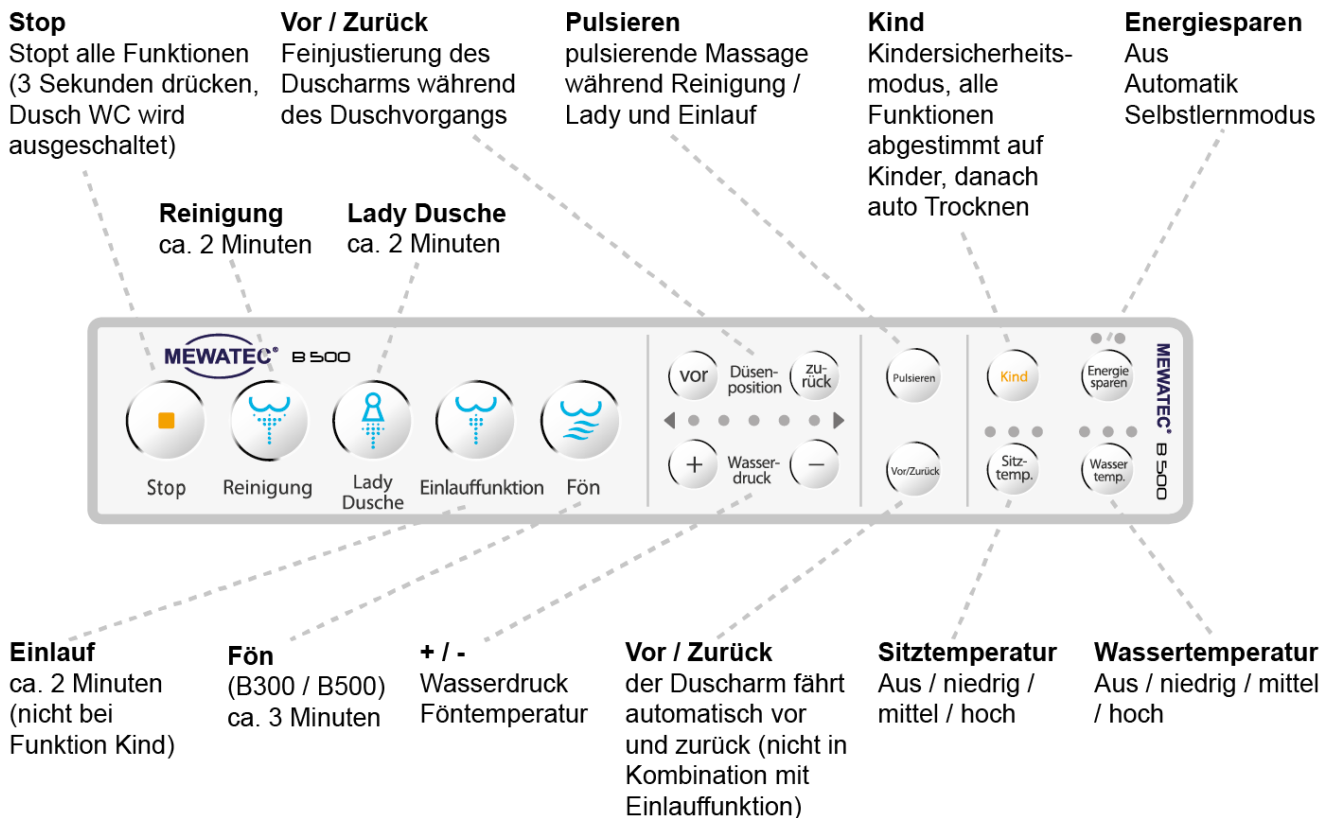 Stop
Stopt alle Funktionen
(3 Sekunden drücken,
Dusch WC wird
ausgeschaltet)
Vor / Zurück
Feinjustierung des
Duscharms während
des Duschvorgangs
Pulsieren
pulsierende Massage
während Reinigung /
Lady und Einlauf
Kind
Kindersicherheits-
modus, alle
Funktionen
abgestimmt auf
Kinder, danach
auto Trocknen
Energiesparen
Aus
Automatik
Selbstlernmodus
Reinigung
ca. 2 Minuten
Lady Dusche
ca. 2 Minuten
MEWATEC® B 500
Stop
Reinigung
Lady
Dusche
Einlauffunktion
Fön
vor
Düsen-
position
zu-
rück
+
Wasser-
druck
−
Pulsieren
Vor/Zurück
Kind
Energie
sparen
Sitz-
temp.
Wasser
temp.
MEWATEC® B 500
Einlauf
ca. 2 Minuten
(nicht bei
Funktion Kind)
Fön
(B300 / B500)
ca. 3 Minuten
+ / -
Wasserdruck
Föntemperatur
Vor / Zurück
der Duscharm fährt
automatisch vor
und zurück (nicht in
Kombination mit
Einlauffunktion)
Sitztemperatur
Aus / niedrig /
mittel / hoch
Wassertemperatur
Aus / niedrig / mittel
/ hoch